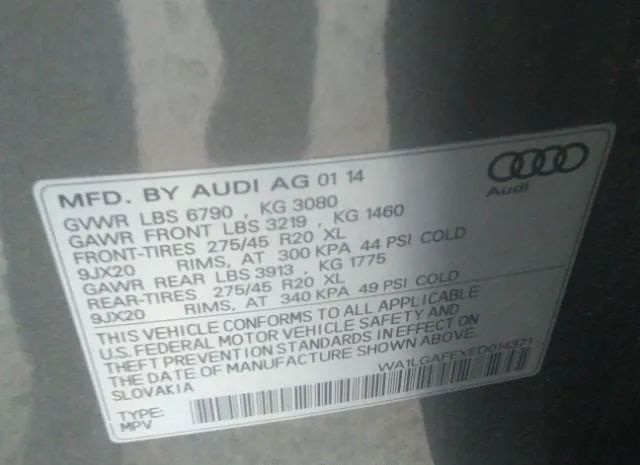 MFD. BY AUDI AG 01 14
Audi
GVWR LBS 6790 , KG 3080
GAWR FRONT LBS 3219 , KG 1460
FRONT-TIRES 275/45 R20 XL
9JX20 RIMS, AT 300 KPA 44 PSI COLD
GAWR REAR LBS 3913 , KG 1775
REAR-TIRES 275/45 R20 XL
9JX20 RIMS, AT 340 KPA 49 PSI COLD
THIS VEHICLE CONFORMS TO ALL APPLICABLE
U.S. FEDERAL MOTOR VEHICLE SAFETY AND
THEFT PREVENTION STANDARDS IN EFFECT ON
THE DATE OF MANUFACTURE SHOWN ABOVE.
SLOVAKIA
WA1LGAFEXED014371
TYPE:
MPV